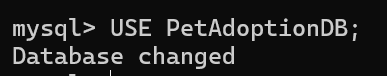 mysql> USE PetAdoptionDB;
Database changed